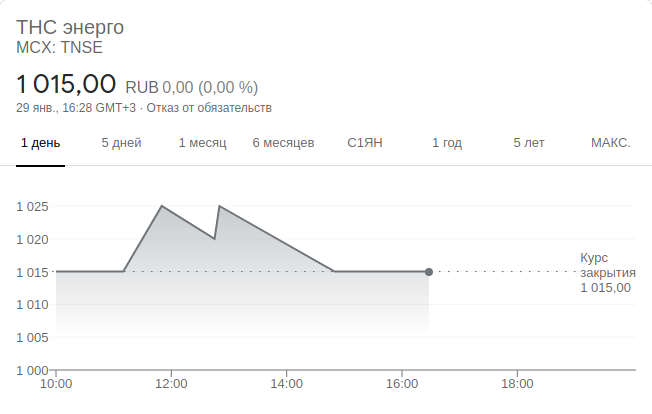 ТНС энерго
MCX: TNSE
1 015,00 RUB 0,00 (0,00 %)
29 янв., 16:28 GMT+3 · Отказ от обязательств
1 день 5 дней 1 месяц 6 месяцев С1ЯН 1 год 5 лет МАКС.
1 025
1 020
1 015
1 010
1 005
1 000
Курс
закрытия
1 015,00
10:00 12:00 14:00 16:00 18:00